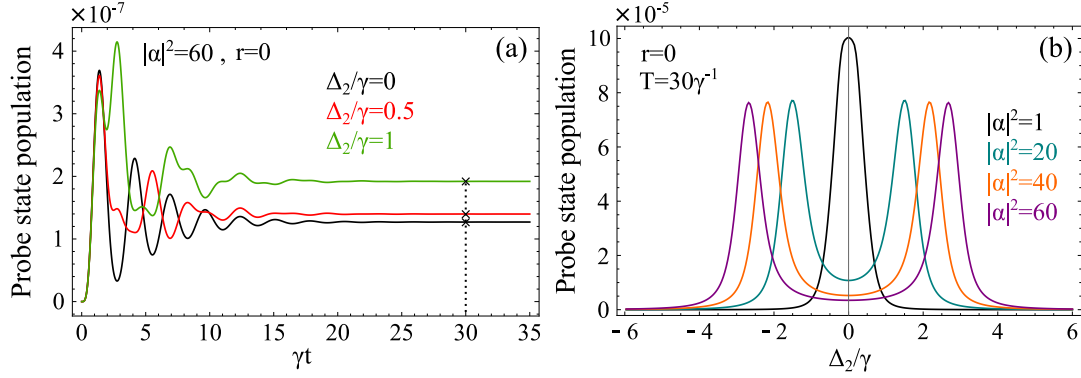 ×10⁻⁷
|α|²=60 , r=0
(a)
Δ₂/γ=0
Δ₂/γ=0.5
Δ₂/γ=1
Probe state population
4
3
2
1
0
0 5 10 15 20 25 30 35
γt
×10⁻⁵
r=0
T=30γ⁻¹
(b)
|α|²=1
|α|²=20
|α|²=40
|α|²=60
Probe state population
10
8
6
4
2
0
-6 -4 -2 0 2 4 6
Δ₂/γ